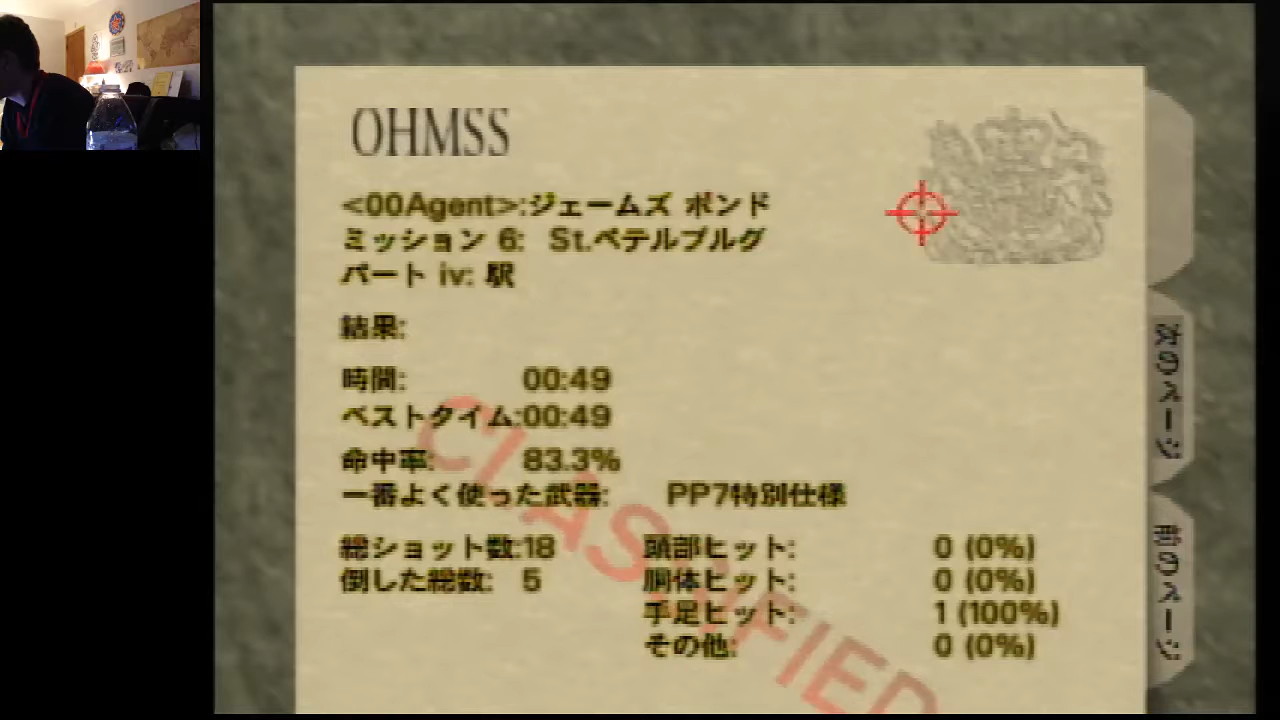 OHMSS
<00Agent>:ジェームズ ボンド
ミッション 6: St.ペテルブルグ
パート iv: 駅
結果:
時間: 00:49
ベストタイム:00:49
命中率: 83.3%
一番よく使った武器: PP7特別仕様
総ショット数:18 頭部ヒット: 0 (0%)
倒した総数: 5 胴体ヒット: 0 (0%)
手足ヒット: 1 (100%)
その他: 0 (0%)
CLASSIFIED
次のページ
前のページ